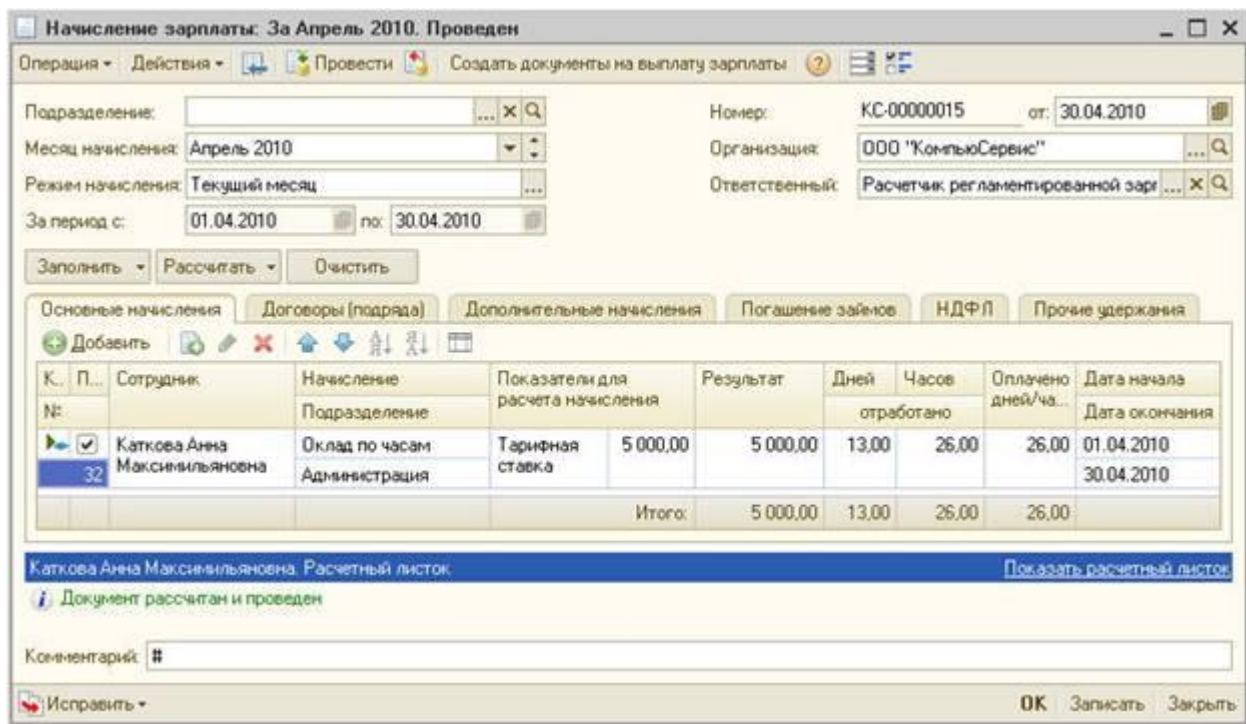 Начисление зарплаты: За Апрель 2010. Проведен
Операция Действия Провести Создать документы на выплату зарплаты ?
Подразделение: ... Номер: КС-00000015 от: 30.04.2010
Месяц начисления: Апрель 2010 Организация: ООО "КомпьюСервис" ...
Режим начисления: Текущий месяц ... Ответственный: Расчетчик регламентированной зарг ...
За период с: 01.04.2010 по: 30.04.2010
Заполнить Рассчитать Очистить
Основные начисления Договоры (подряда) Дополнительные начисления Погашение займов НДФЛ Прочие удержания
Добавить
К... П... Сотрудник Начисление Показатели для Результат Дней Часов Оплачено Дата начала
расчета начисления дней/ча...
№ Подразделение отработано Дата окончания
Каткова Анна Оклад по часам Тарифная 5 000,00 5 000,00 13,00 26,00 26,00 01.04.2010
Максимильяновна ставка
32 Администрация 30.04.2010
Итого: 5 000,00 13,00 26,00 26,00
Каткова Анна Максимильяновна. Расчетный листок Показать расчетный листок
i Документ рассчитан и проведен
Комментарий: #
Исправить OK Записать Закрыть